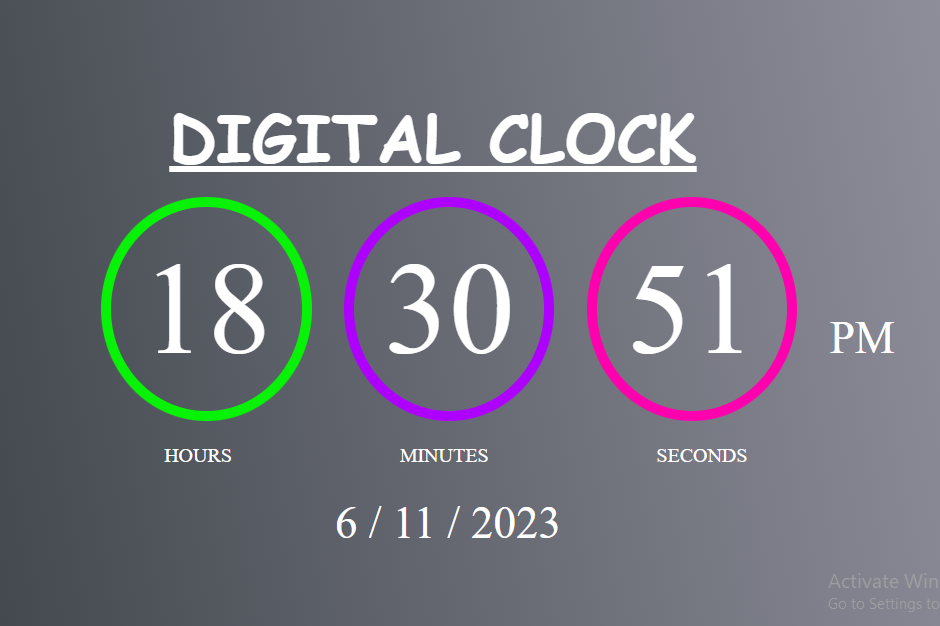 DIGITAL CLOCK
18 30 51 PM
HOURS MINUTES SECONDS
6 / 11 / 2023
Activate Win
Go to Settings to